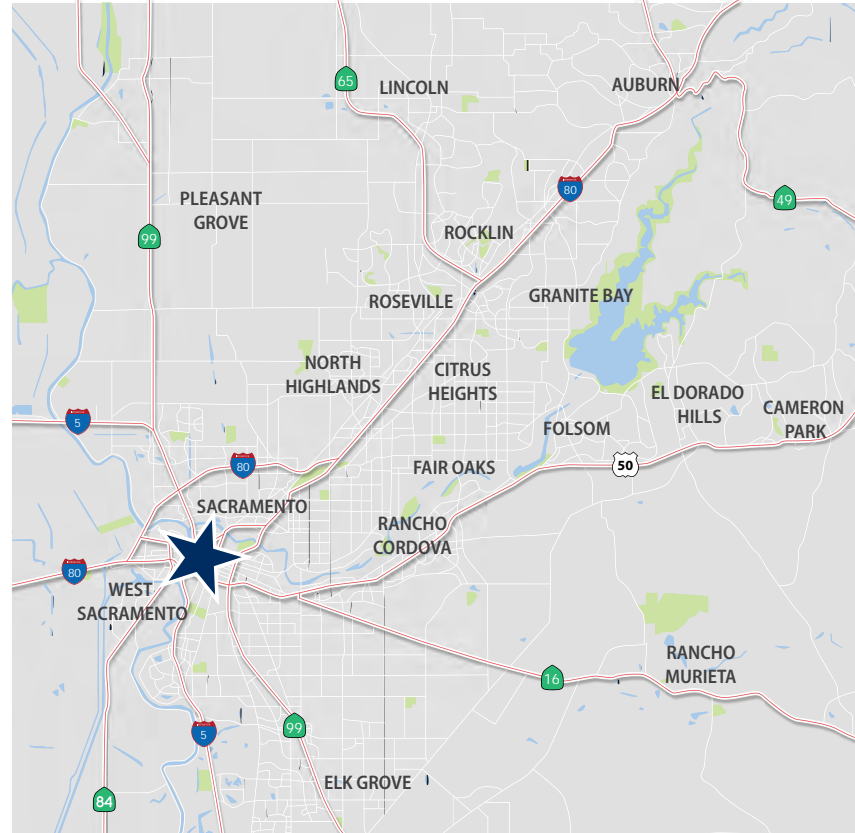 65
LINCOLN
AUBURN
80
49
PLEASANT
GROVE
99
ROCKLIN
ROSEVILLE
GRANITE BAY
NORTH
HIGHLANDS
CITRUS
HEIGHTS
EL DORADO
HILLS
CAMERON
PARK
5
FOLSOM
80
FAIR OAKS
50
SACRAMENTO
RANCHO
CORDOVA
80
WEST
SACRAMENTO
RANCHO
MURIETA
16
5
99
ELK GROVE
84